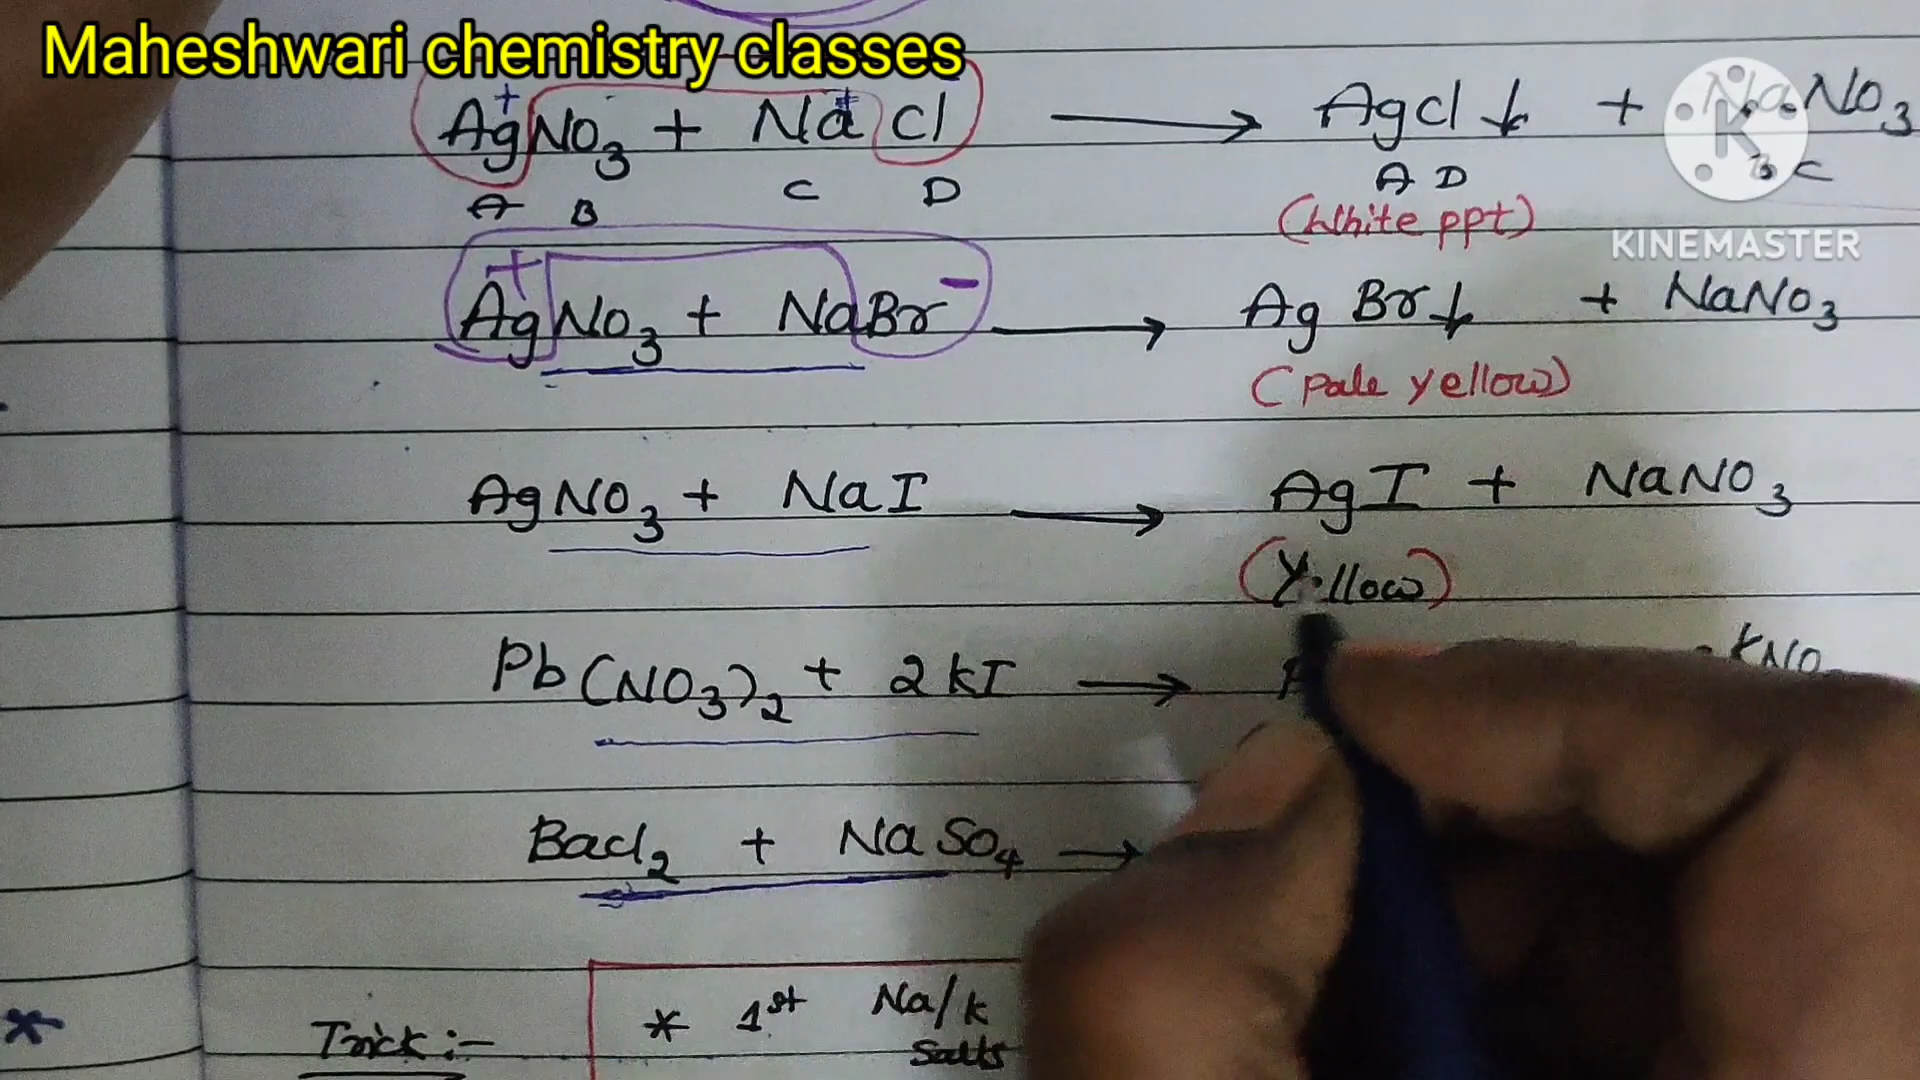 Maheshwari chemistry classes
AgNO3 + NaCl → AgCl ↓ + NaNO3
A B C D A D B C
(White ppt)
K
KINEMASTER
AgNO3 + NaBr → AgBr ↓ + NaNO3
(Pale yellow)
AgNO3 + NaI → AgI + NaNO3
(Yellow)
Pb(NO3)2 + 2KI → KNO
BaCl2 + NaSO4 →
Trick :-
* 1st Na/K
Salts